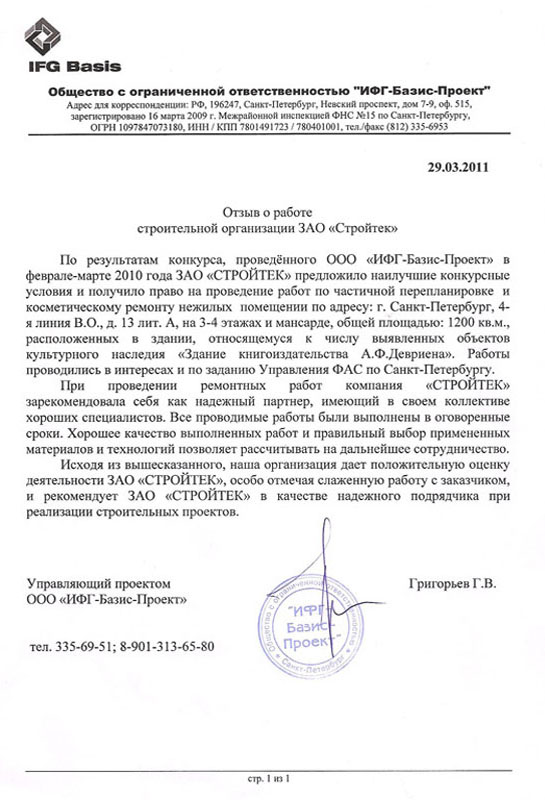 IFG Basis
Общество с ограниченной ответственностью "ИФГ-Базис-Проект"
Адрес для корреспонденции: РФ, 196247, Санкт-Петербург, Невский проспект, дом 7-9, оф. 515,
зарегистрировано 16 марта 2009 г. Межрайонной инспекцией ФНС №15 по Санкт-Петербургу,
ОГРН 1097847073180, ИНН / КПП 7801491723 / 780401001, тел./факс (812) 335-6953
29.03.2011
Отзыв о работе
строительной организации ЗАО «Стройтек»
По результатам конкурса, проведённого ООО «ИФГ-Базис-Проект» в
феврале-марте 2010 года ЗАО «СТРОЙТЕК» предложило наилучшие конкурсные
условия и получило право на проведение работ по частичной перепланировке и
косметическому ремонту нежилых помещении по адресу: г. Санкт-Петербург, 4-
я линия В.О., д. 13 лит. А, на 3-4 этажах и мансарде, общей площадью: 1200 кв.м.,
расположенных в здании, относящемуся к числу выявленных объектов
культурного наследия «Здание книгоиздательства А.Ф.Девриена». Работы
проводились в интересах и по заданию Управления ФАС по Санкт-Петербургу.
При проведении ремонтных работ компания «СТРОЙТЕК»
зарекомендовала себя как надежный партнер, имеющий в своем коллективе
хороших специалистов. Все проводимые работы были выполнены в оговоренные
сроки. Хорошее качество выполненных работ и правильный выбор примененных
материалов и технологий позволяет рассчитывать на дальнейшее сотрудничество.
Исходя из вышесказанного, наша организация дает положительную оценку
деятельности ЗАО «СТРОЙТЕК», особо отмечая слаженную работу с заказчиком,
и рекомендует ЗАО «СТРОЙТЕК» в качестве надежного подрядчика при
реализации строительных проектов.
Управляющий проектом
ООО «ИФГ-Базис-Проект»
Григорьев Г.В.
Общество с ограниченной ответственностью
"ИФГ-
Базис-
Проект"
Санкт-Петербург
тел. 335-69-51; 8-901-313-65-80
стр. 1 из 1